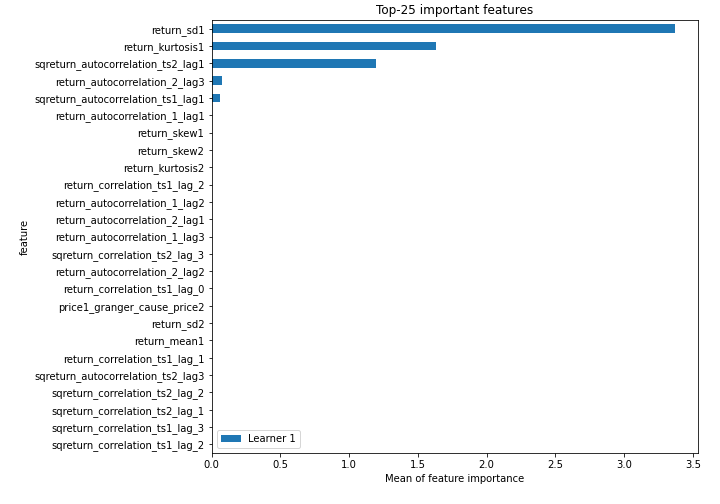 Top-25 important features
return_sd1
return_kurtosis1
sqreturn_autocorrelation_ts2_lag1
return_autocorrelation_2_lag3
sqreturn_autocorrelation_ts1_lag1
return_autocorrelation_1_lag1
return_skew1
return_skew2
return_kurtosis2
return_correlation_ts1_lag_2
return_autocorrelation_1_lag2
return_autocorrelation_2_lag1
return_autocorrelation_1_lag3
sqreturn_correlation_ts2_lag_3
return_autocorrelation_2_lag2
return_correlation_ts1_lag_0
price1_granger_cause_price2
return_sd2
return_mean1
return_correlation_ts1_lag_1
sqreturn_autocorrelation_ts2_lag3
sqreturn_correlation_ts2_lag_2
sqreturn_correlation_ts2_lag_1
sqreturn_correlation_ts1_lag_3
sqreturn_correlation_ts1_lag_2
feature
Learner 1
0.0 0.5 1.0 1.5 2.0 2.5 3.0 3.5
Mean of feature importance